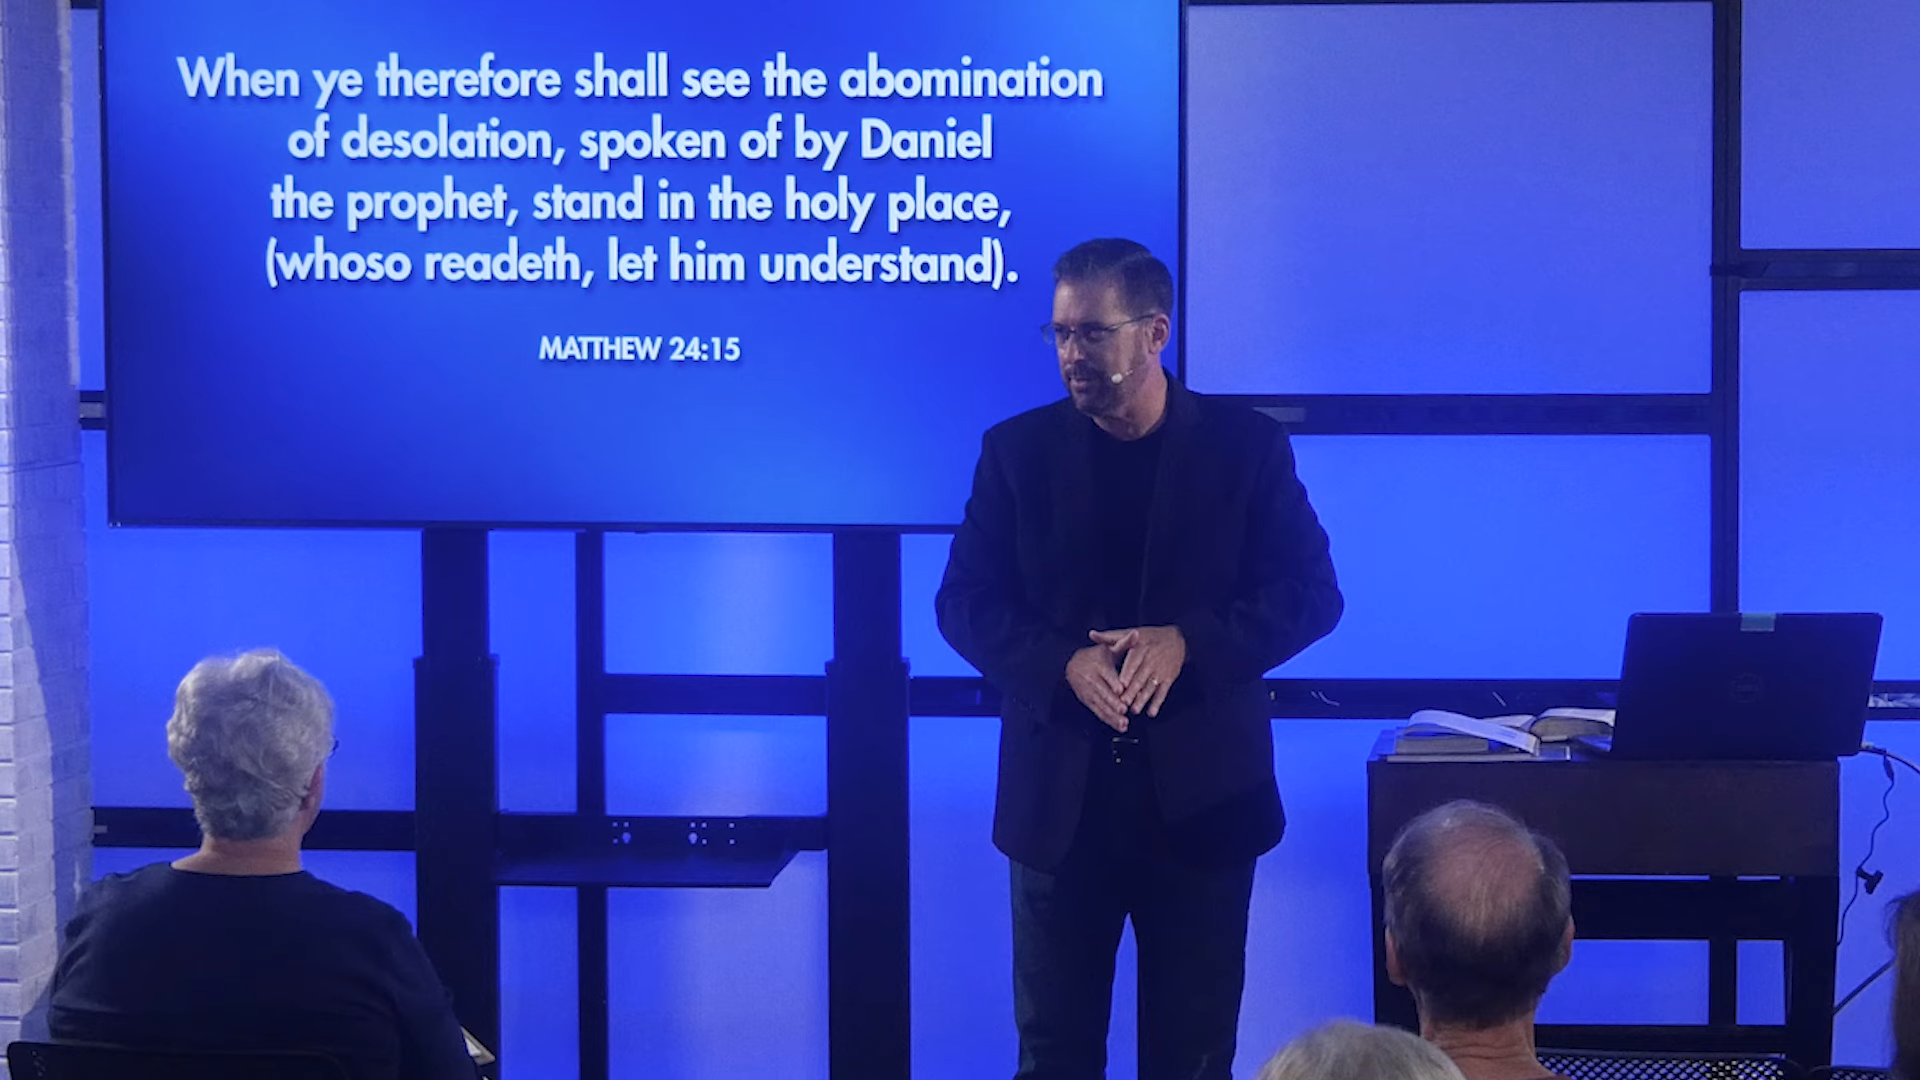 When ye therefore shall see the abomination
of desolation, spoken of by Daniel
the prophet, stand in the holy place,
(whoso readeth, let him understand).
MATTHEW 24:15